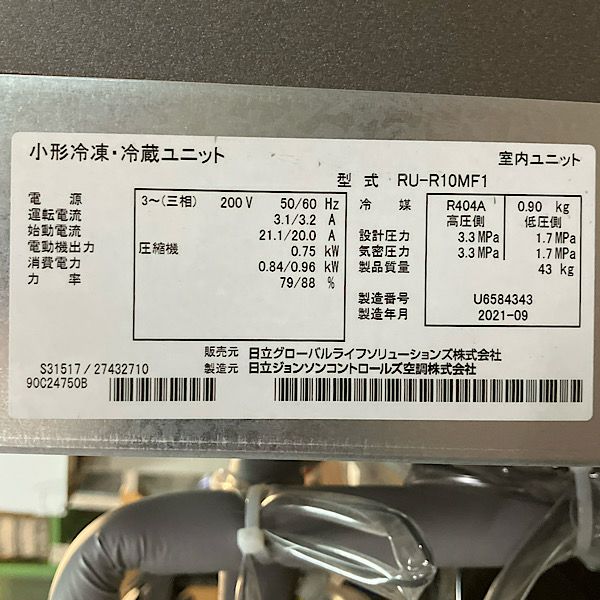 小形冷凍・冷蔵ユニット 室内ユニット
型式 RU-R10MF1
電源 3〜(三相) 200 V 50/60 Hz
運転電流 3.1/3.2 A
始動電流 21.1/20.0 A
電動機出力 圧縮機 0.75 kW
消費電力 0.84/0.96 kW
力率 79/88 %
冷媒 R404A 0.90 kg
高圧側 低圧側
設計圧力 3.3 MPa 1.7 MPa
気密圧力 3.3 MPa 1.7 MPa
製品質量 43 kg
製造番号 U6584343
製造年月 2021-09
販売元 日立グローバルライフソリューションズ株式会社
S31517/27432710 製造元 日立ジョンソンコントロールズ空調株式会社
90C24750B